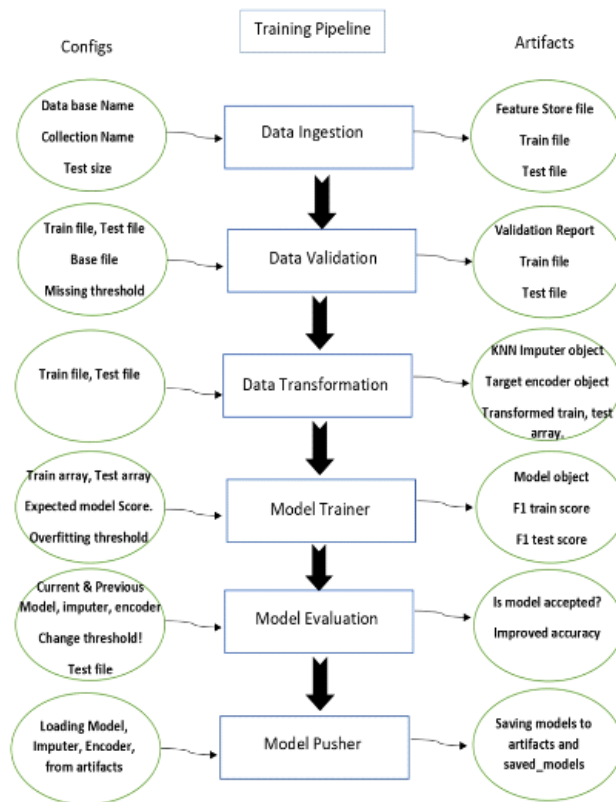 Training Pipeline
Configs
Artifacts
Data base Name
Collection Name
Test size
Data Ingestion
Feature Store file
Train file
Test file
Train file, Test file
Base file
Missing threshold
Data Validation
Validation Report
Train file
Test file
Train file, Test file
Data Transformation
KNN Imputer object
Target encoder object
Transformed train, test
array.
Train array, Test array
Expected model Score.
Overfitting threshold
Model Trainer
Model object
F1 train score
F1 test score
Current & Previous
Model, imputer, encoder
Change threshold!
Test file
Model Evaluation
Is model accepted?
Improved accuracy
Loading Model,
Imputer, Encoder,
from artifacts
Model Pusher
Saving models to
artifacts and
saved_models